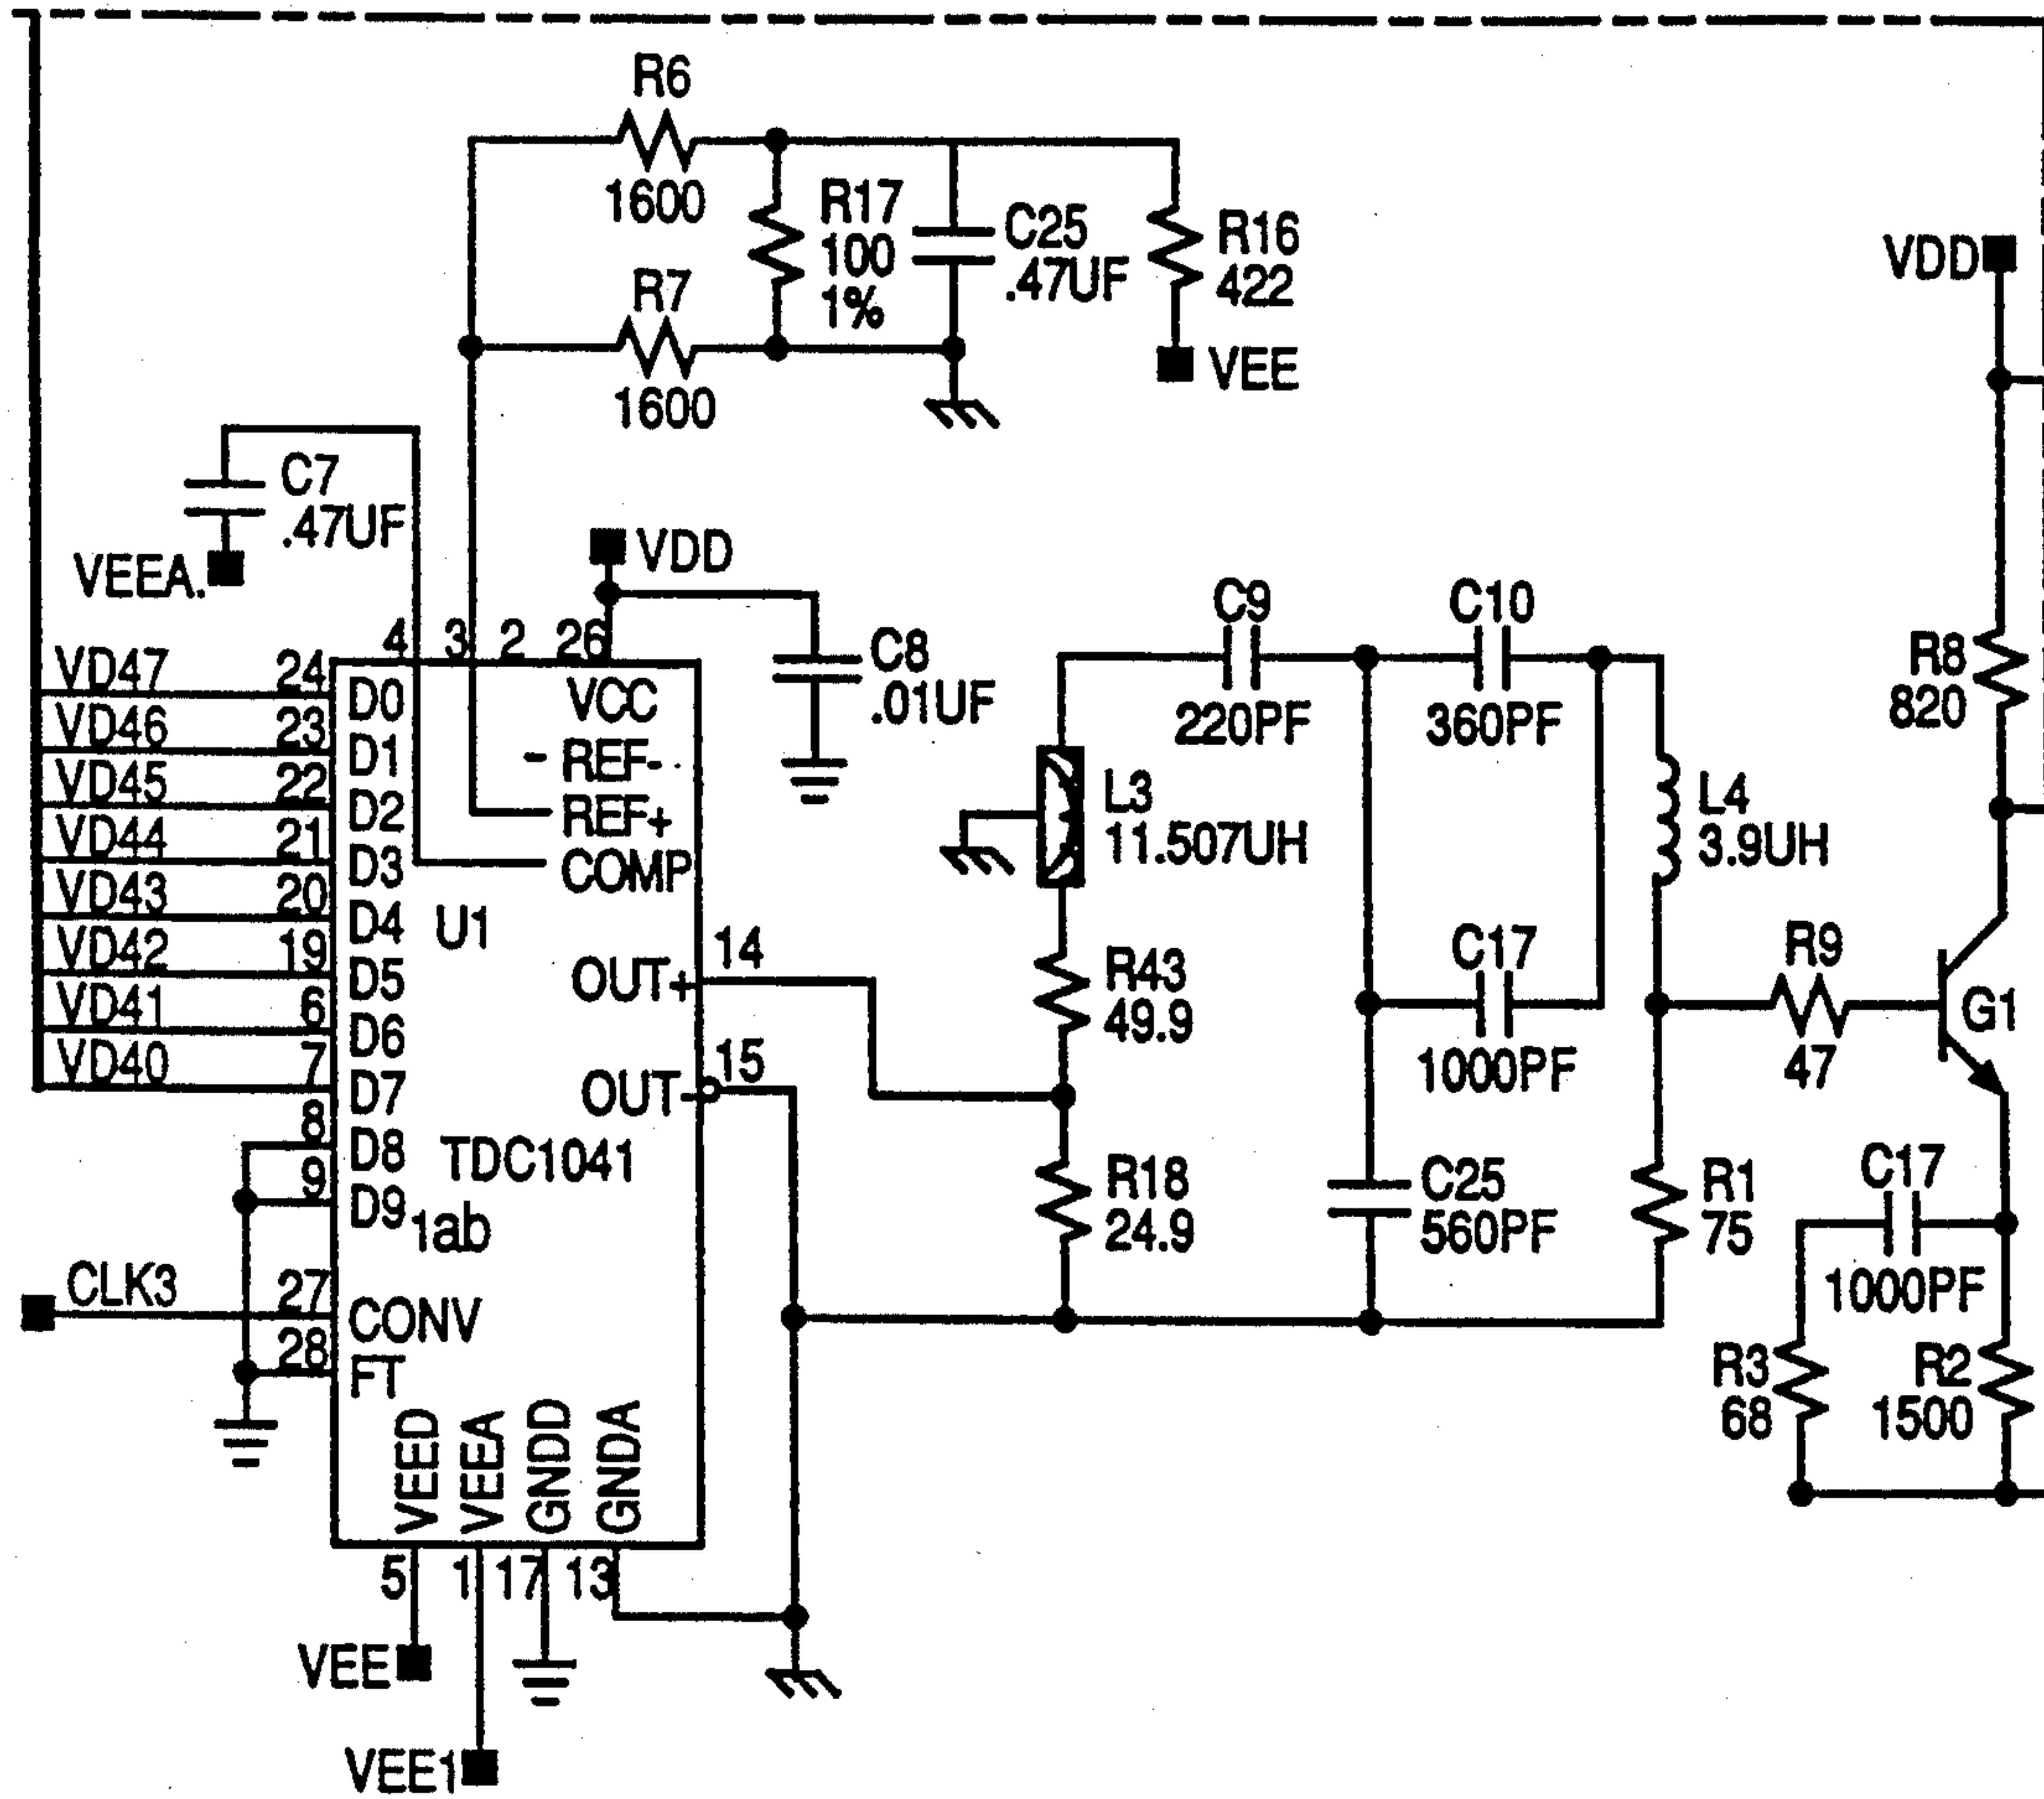 R6
1600
R17
100
1%
C25
.47UF
R16
422
VDD
R7
1600
VEE
C7
.47UF
VEEA.
VDD
C8
.01UF
4 3 2 26
VD47 24 D0
VD46 23 D1
VD45 22 D2
VD44 21 D3
VD43 20 D4
VD42 19 D5
VD41 6 D6
VD40 7 D7
8 D8
9 D9
CLK3 27 CONV
28 FT
VCC
- REF-
REF+
COMP
U1
OUT+ 14
OUT- 15
TDC1041
1ab
VEED
VEEA
GNDD
GNDA
5 1 17 13
VEE
VEE1
C9
220PF
C10
360PF
L3
11.507UH
L4
3.9UH
R43
49.9
C17
1000PF
R18
24.9
C25
560PF
R1
75
R9
47
R8
820
G1
C17
1000PF
R3
68
R2
1500